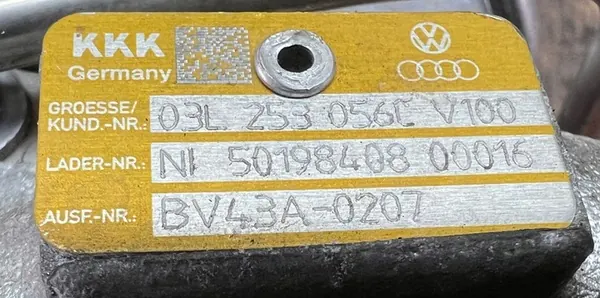 KKK
Germany
GROESSE/
KUND.-NR.: 03L 253 056C V100
LADER-NR.: NI 50198408 00016
AUSF.-NR.: BV43A-0207